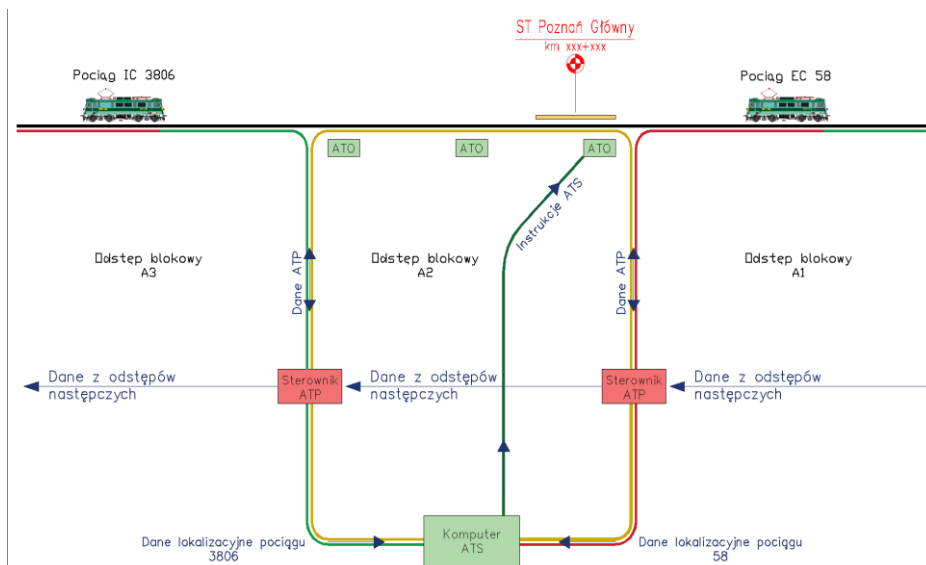 ST Poznań Główny
km xxx+xxx
Pociąg IC 3806
Pociąg EC 58
ATO
ATO
ATO
Instrukcje ATS
Odstęp blokowy
A3
Odstęp blokowy
A2
Odstęp blokowy
A1
Dane ATP
Dane ATP
Dane z odstępów
następczych
Sterownik
ATP
Dane z odstępów
następczych
Sterownik
ATP
Dane z odstępów
następczych
Dane lokalizacyjne pociągu
3806
Komputer
ATS
Dane lokalizacyjne pociągu
58